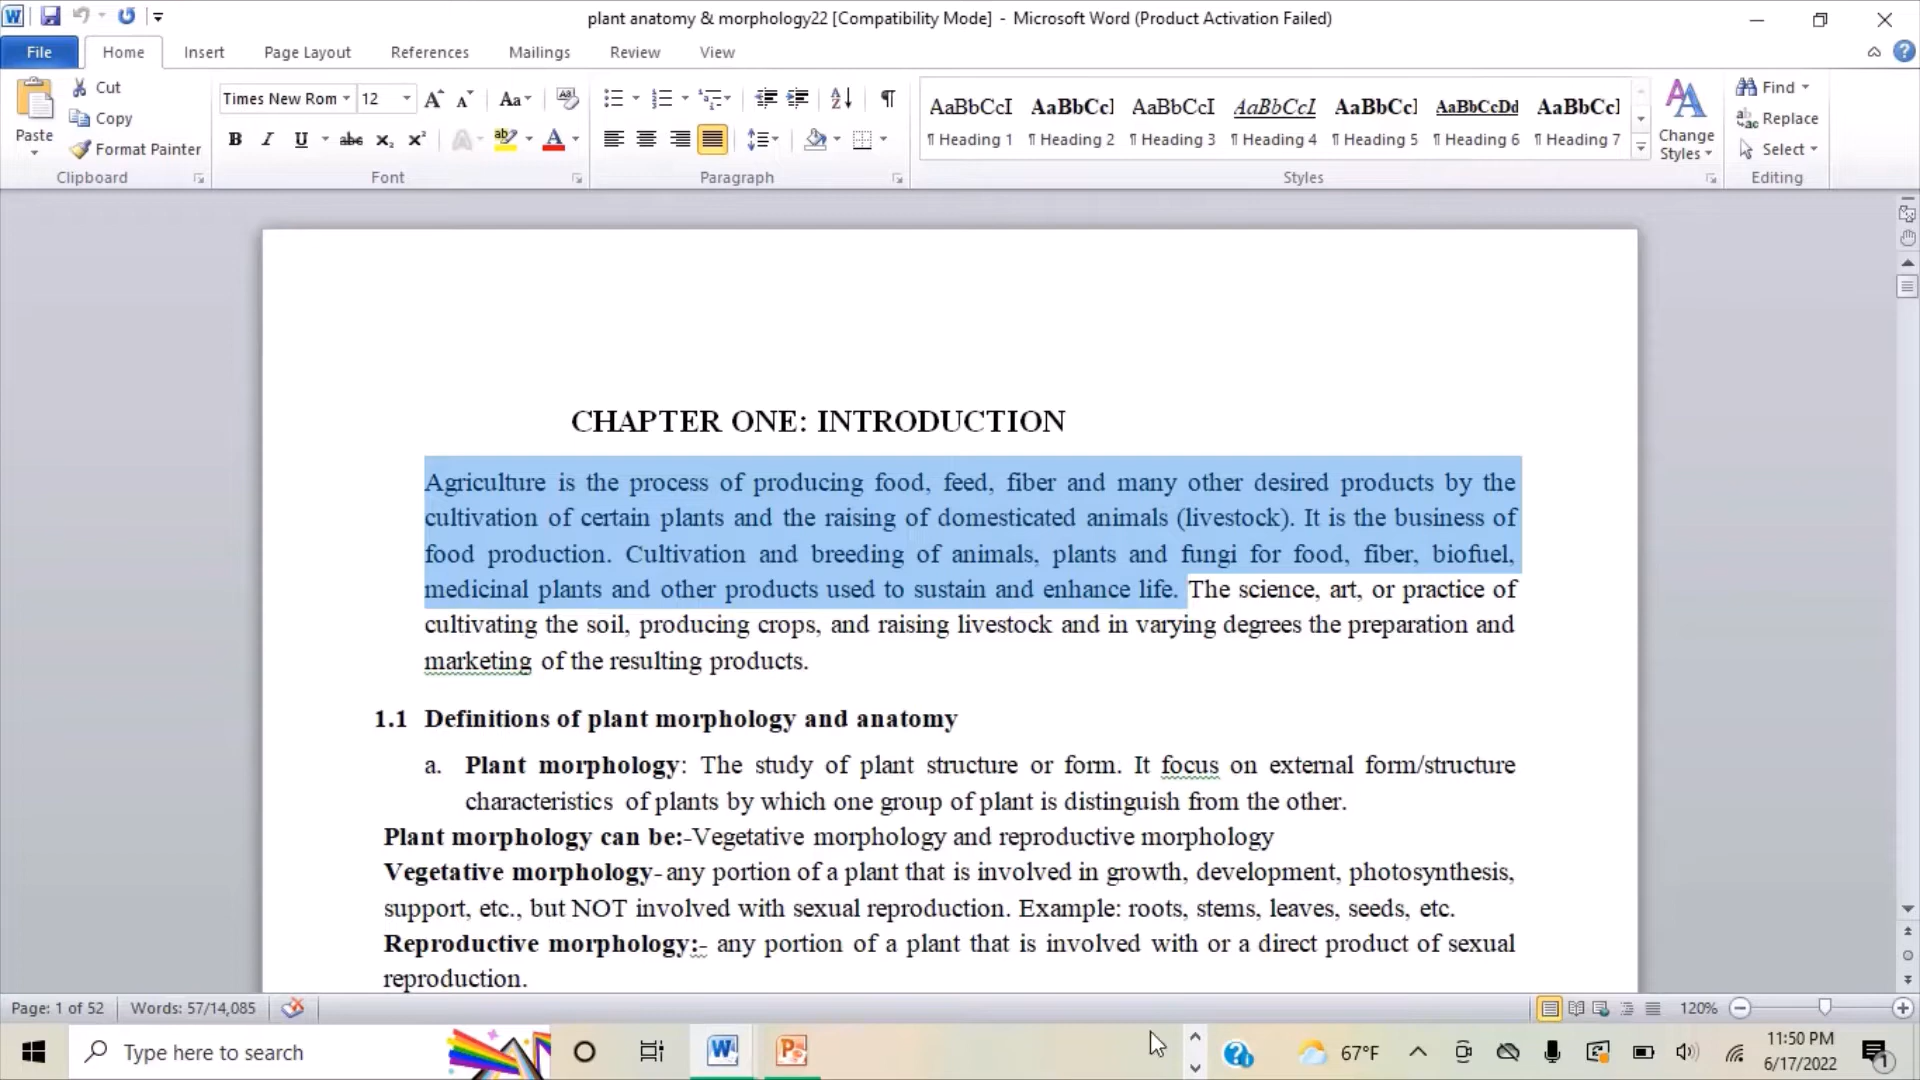 plant anatomy & morphology22 [Compatibility Mode] - Microsoft Word (Product Activation Failed)
File Home Insert Page Layout References Mailings Review View
Cut
Copy
Paste
Format Painter
Clipboard
Times New Rom 12
Font
Paragraph
AaBbCcI AaBbCcI AaBbCcI AaBbCcI AaBbCcI AaBbCcDd AaBbCcI
¶ Heading 1 ¶ Heading 2 ¶ Heading 3 ¶ Heading 4 ¶ Heading 5 ¶ Heading 6 ¶ Heading 7
Change
Styles
Styles
Find
Replace
Select
Editing
CHAPTER ONE: INTRODUCTION
Agriculture is the process of producing food, feed, fiber and many other desired products by the
cultivation of certain plants and the raising of domesticated animals (livestock). It is the business of
food production. Cultivation and breeding of animals, plants and fungi for food, fiber, biofuel,
medicinal plants and other products used to sustain and enhance life. The science, art, or practice of
cultivating the soil, producing crops, and raising livestock and in varying degrees the preparation and
marketing of the resulting products.
1.1 Definitions of plant morphology and anatomy
a. Plant morphology: The study of plant structure or form. It focus on external form/structure
characteristics of plants by which one group of plant is distinguish from the other.
Plant morphology can be:-Vegetative morphology and reproductive morphology
Vegetative morphology- any portion of a plant that is involved in growth, development, photosynthesis,
support, etc., but NOT involved with sexual reproduction. Example: roots, stems, leaves, seeds, etc.
Reproductive morphology:- any portion of a plant that is involved with or a direct product of sexual
reproduction.
Page: 1 of 52 Words: 57/14,085 120%
Type here to search
67°F
11:50 PM
6/17/2022
1